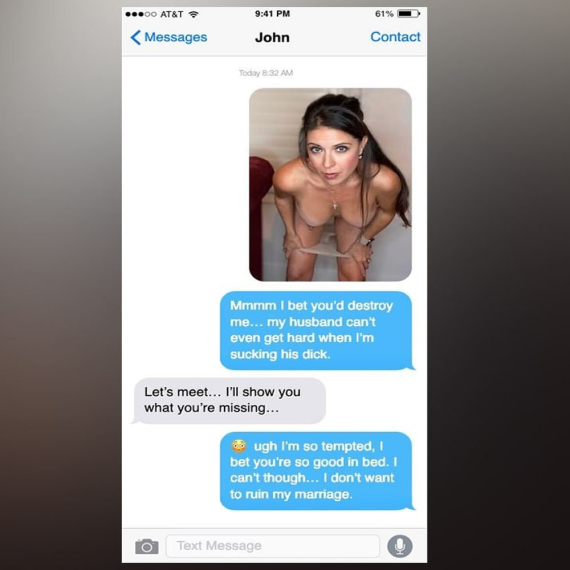 AT&T 9:41 PM 61%
Messages John Contact
Today 8:32 AM
Mmmm I bet you'd destroy
me... my husband can't
even get hard when I'm
sucking his dick.
Let's meet... I'll show you
what you're missing...
ugh I'm so tempted, I
bet you're so good in bed. I
can't though... I don't want
to ruin my marriage.
Text Message